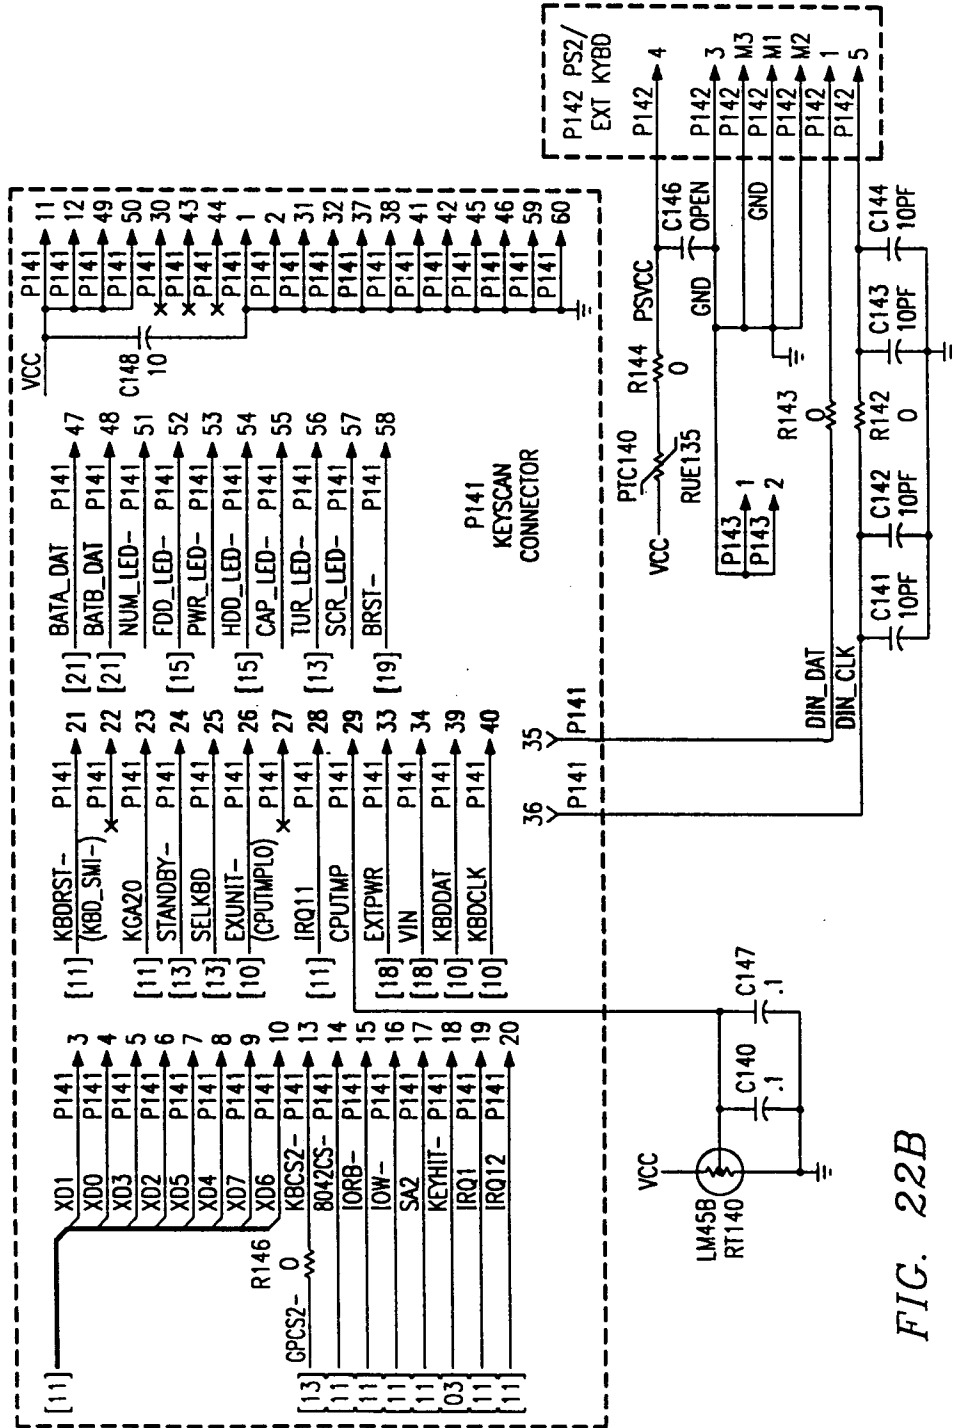 [11]
XD1 P141 3
XD0 P141 4
XD3 P141 5
XD2 P141 6
XD5 P141 7
XD4 P141 8
XD7 P141 9
XD6 P141 10
R146
0
[13] GPCS2- KBCS2- P141 13
[11] 8042CS- P141 14
[11] IORB- P141 15
[11] IOW- P141 16
[11] SA2 P141 17
[03] KEYHIT- P141 18
[11] IRQ1 P141 19
[11] IRQ12 P141 20
[11] KBDRST- P141 21
(KBD_SMI-) P141 22
[11] KGA20 P141 23
[13] STANDBY- P141 24
[13] SELKBD P141 25
[10] EXUNIT- P141 26
(CPUTMPLO) P141 27
[11] IRQ11 P141 28
CPUTMP P141 29
[18] EXTPWR P141 33
[18] VIN P141 34
[10] KBDDAT P141 39
[10] KBDCLK P141 40
[21] BATA_DAT P141 47
[21] BATB_DAT P141 48
NUM_LED- P141 51
[15] FDD_LED- P141 52
PWR_LED- P141 53
[15] HDD_LED- P141 54
CAP_LED- P141 55
[13] TUR_LED- P141 56
SCR_LED- P141 57
[19] BRST- P141 58
VCC
C148
10
P141 11
P141 12
P141 49
P141 50
P141 30
P141 43
P141 44
P141 1
P141 2
P141 31
P141 32
P141 37
P141 38
P141 41
P141 42
P141 45
P141 46
P141 59
P141 60
P141
KEYSCAN
CONNECTOR
36 P141
35 P141
P142 PS2/
EXT KYBD
P142 4
P142 3
P142 M3
P142 M1
P142 M2
P142 1
P142 5
VCC
PTC140
RUE135
R144
0
PSVCC
C146
OPEN
GND
GND
P143 1
P143 2
DIN_DAT
R143
0
DIN_CLK
R142
0
C141
10PF
C142
10PF
C143
10PF
C144
10PF
VCC
LM45B
RT140
C140
.1
C147
.1
FIG. 22B